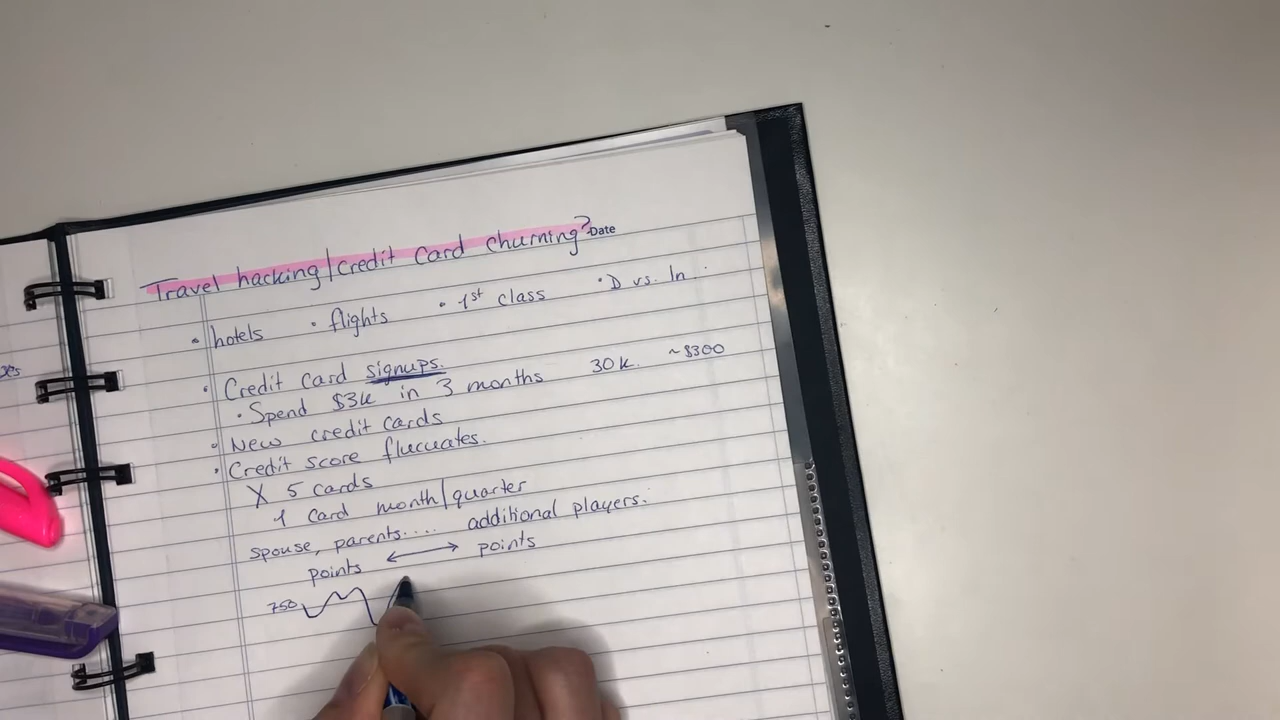 Travel hacking/credit card churning? Date
• hotels • flights • 1st class • D vs. In
• Credit card signups.
• Spend $3k in 3 months 30k. ~$300
• New credit cards
• Credit score flucuates.
X 5 cards
1 card month/quarter
spouse, parents.... additional players.
points ↔ points
750